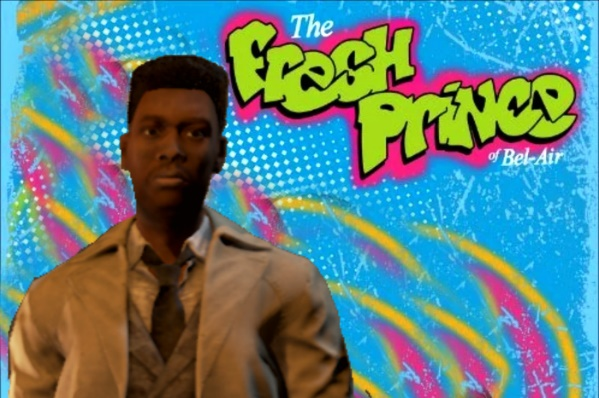 The
Fresh
Prince
of Bel-Air